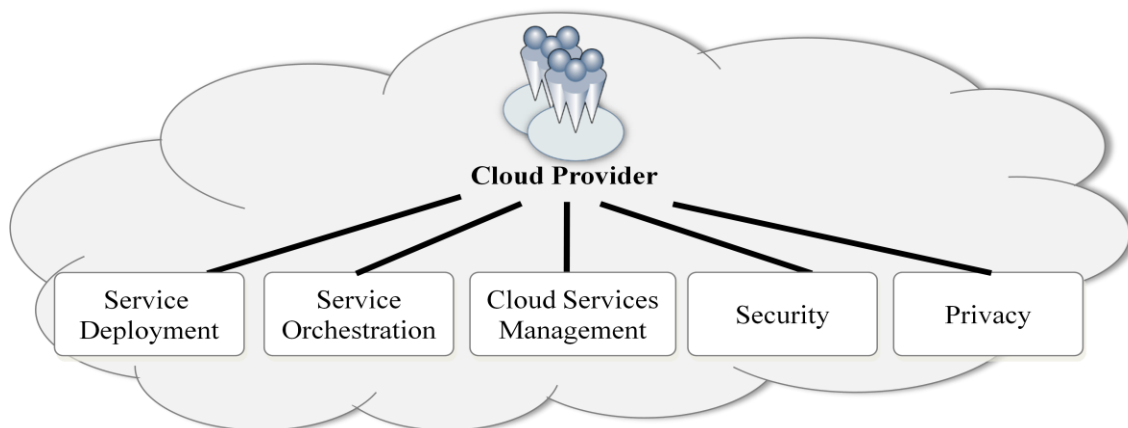 Cloud Provider
Service
Deployment
Service
Orchestration
Cloud Services
Management
Security
Privacy